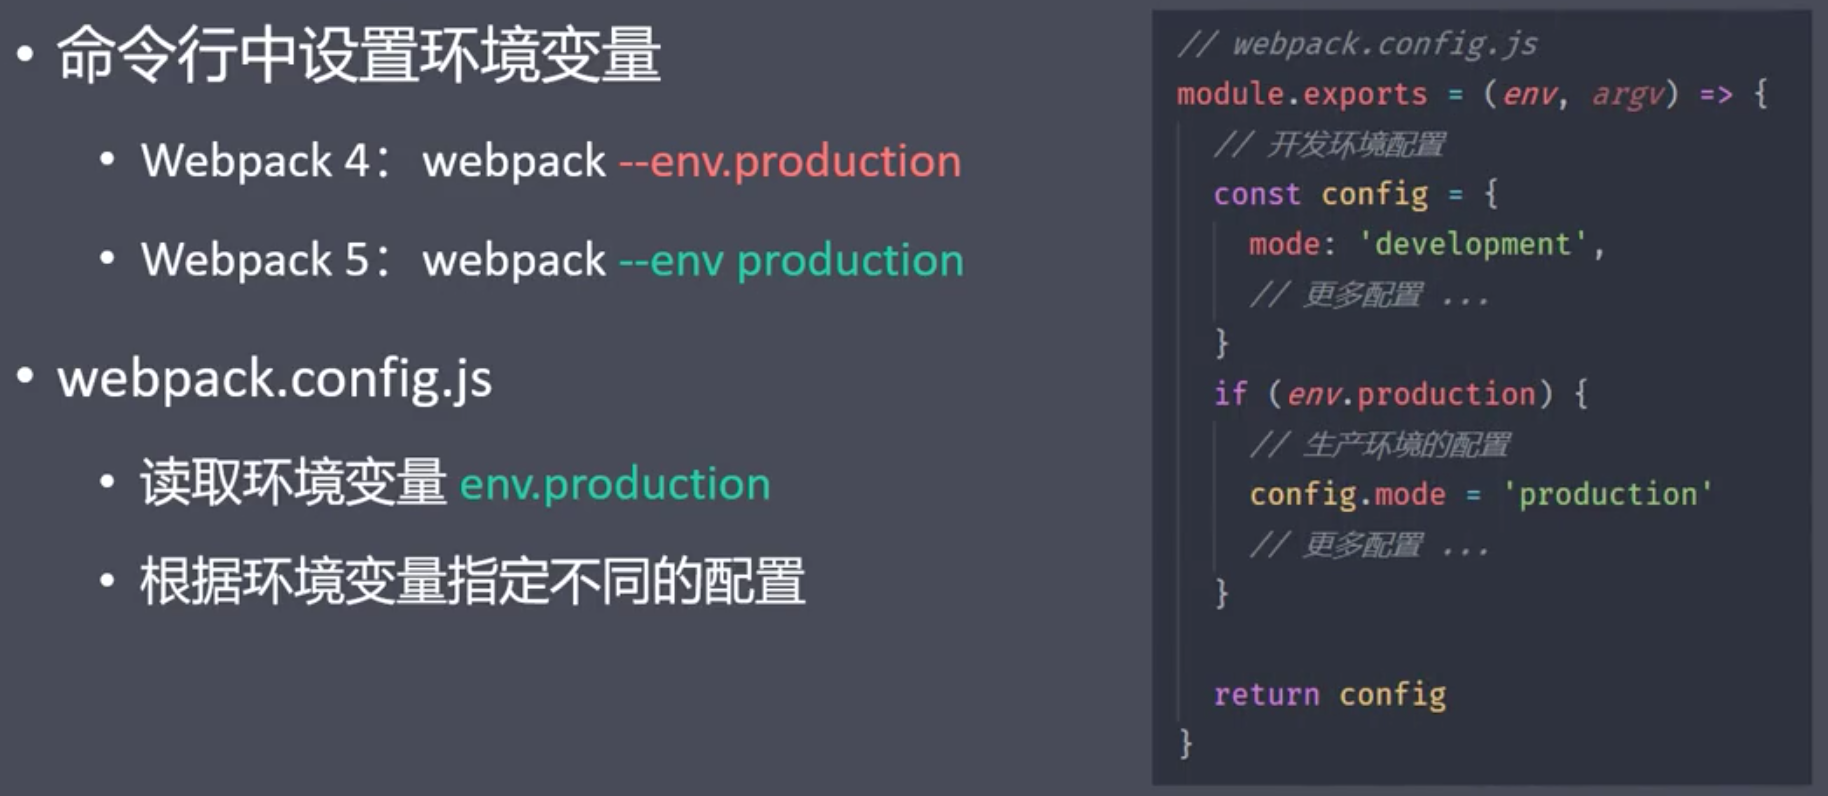 • 命令行中设置环境变量
• Webpack 4： webpack --env.production
• Webpack 5： webpack --env production
• webpack.config.js
• 读取环境变量 env.production
• 根据环境变量指定不同的配置
// webpack.config.js
module.exports = (env, argv) => {
// 开发环境配置
const config = {
mode: 'development',
// 更多配置 ...
}
if (env.production) {
// 生产环境的配置
config.mode = 'production'
// 更多配置 ...
}
return config
}